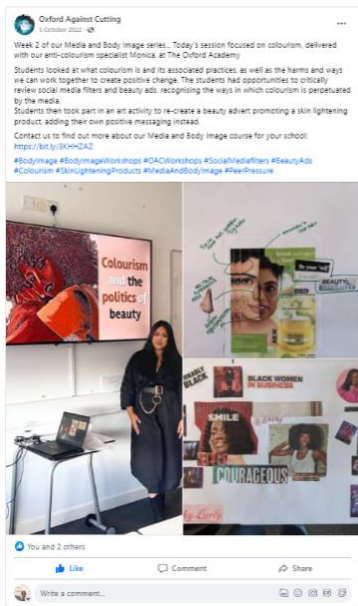 Oxford Against Cutting
5 October 2022
Week 2 of our Media and Body Image series... Today's session focused on colourism, delivered
with our anti-colourism specialist Monica, at The Oxford Academy
Students looked at what colourism is and its associated practices, as well as the harms and ways
we can work together to create positive change. The students had opportunities to critically
review social media filters and beauty ads, recognising the ways in which colourism is perpetuated
by the media.
Students then took part in an art activity to re-create a beauty advert promoting a skin lightening
product, adding their own positive messaging instead.
Contact us to find out more about our Media and Body Image course for your school:
#BodyImage #BodyImageWorkshops #OACWorkshops #SocialMediafilters #BeautyAds
#Colourism #SkinLighteningProducts #MediaAndBodyImage #PeerPressure
Colourism
and the
politics of
beauty
BEAUTY
BLACK
BLACK WOMEN
IN BUSINESS
SMILE
COURAGEOUS
Curly
You and 2 others
Like
Comment
Share
Write a comment...
GIF